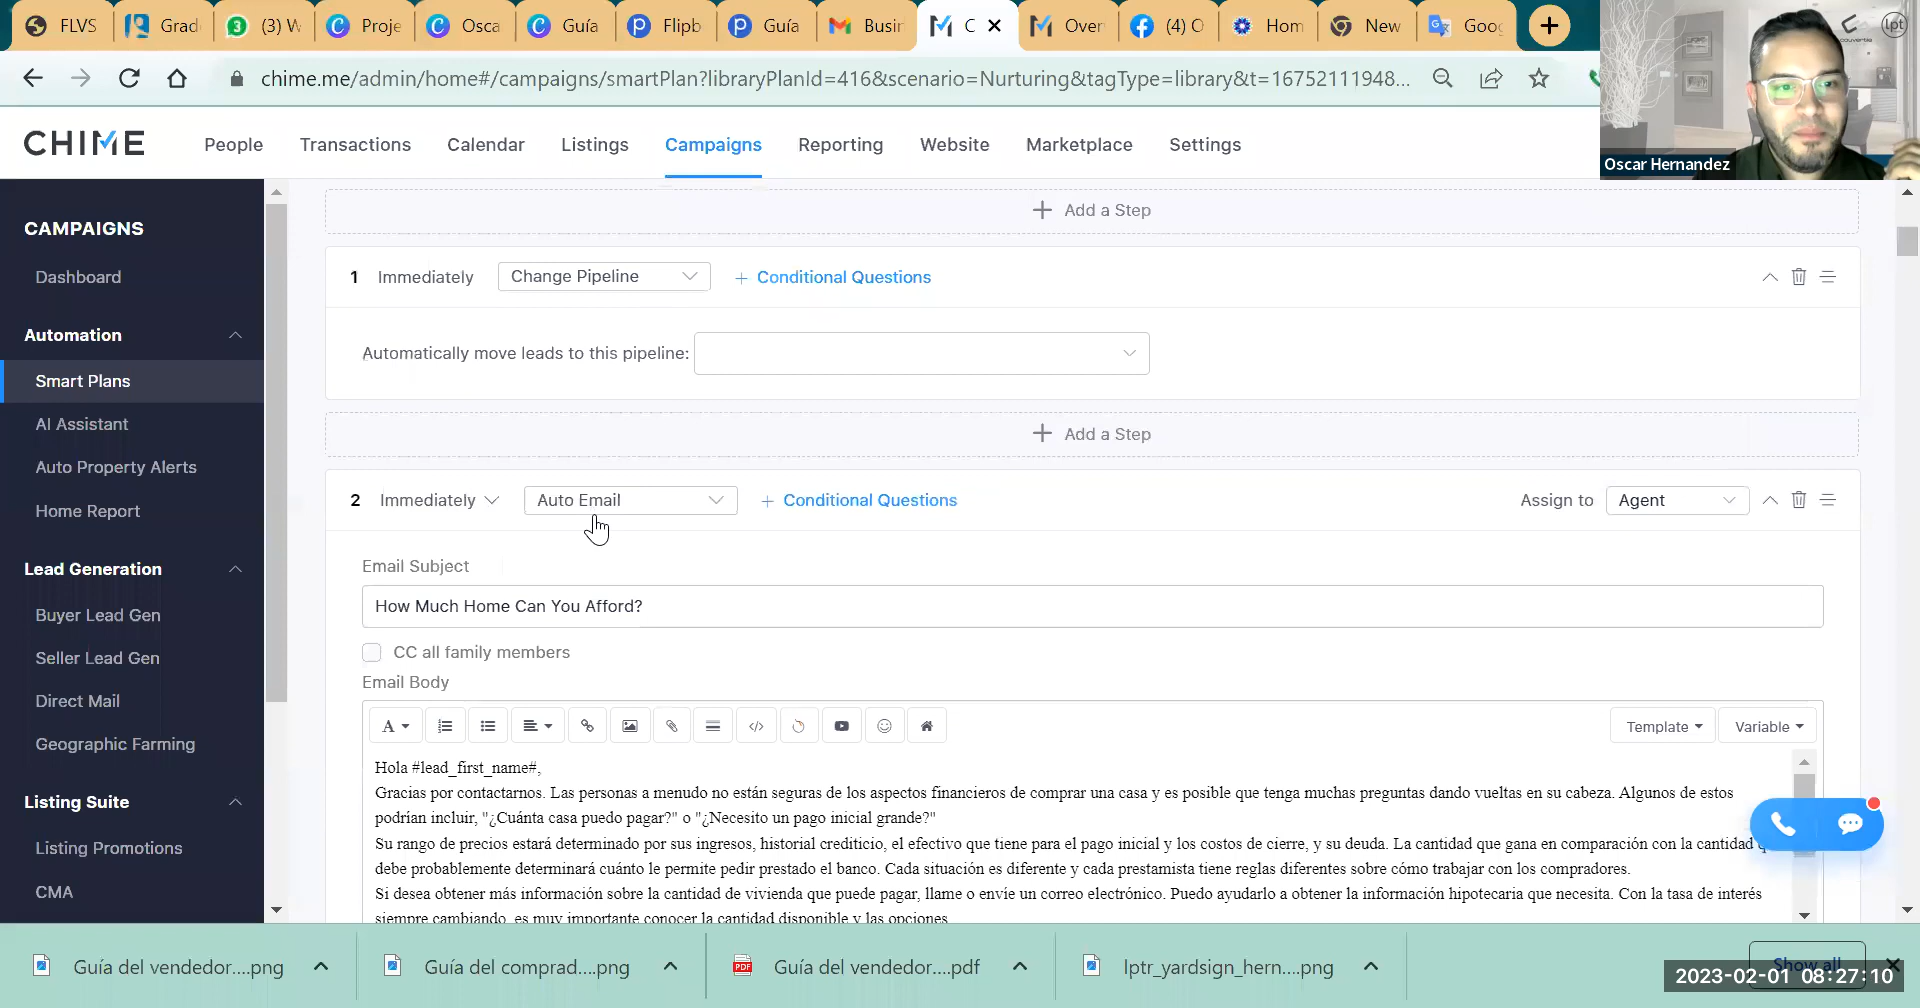 FLVS
Grad
(3) W
Proje
Osca
Guía
Flipb
Guía
Busir
C
Over
(4) O
Hom
New
Goog
chime.me/admin/home#/campaigns/smartPlan?libraryPlanId=416&scenario=Nurturing&tagType=library&t=16752111948...
lpt
Oscar Hernandez
CHIME
People
Transactions
Calendar
Listings
Campaigns
Reporting
Website
Marketplace
Settings
CAMPAIGNS
Dashboard
Automation
Smart Plans
AI Assistant
Auto Property Alerts
Home Report
Lead Generation
Buyer Lead Gen
Seller Lead Gen
Direct Mail
Geographic Farming
Listing Suite
Listing Promotions
CMA
+ Add a Step
1 Immediately Change Pipeline + Conditional Questions
Automatically move leads to this pipeline:
+ Add a Step
2 Immediately Auto Email + Conditional Questions Assign to Agent
Email Subject
How Much Home Can You Afford?
CC all family members
Email Body
A
Template
Variable
Hola #lead_first_name#,
Gracias por contactarnos. Las personas a menudo no están seguras de los aspectos financieros de comprar una casa y es posible que tenga muchas preguntas dando vueltas en su cabeza. Algunos de estos
podrían incluir, "¿Cuánta casa puedo pagar?" o "¿Necesito un pago inicial grande?"
Su rango de precios estará determinado por sus ingresos, historial crediticio, el efectivo que tiene para el pago inicial y los costos de cierre, y su deuda. La cantidad que gana en comparación con la cantidad q
debe probablemente determinará cuánto le permite pedir prestado el banco. Cada situación es diferente y cada prestamista tiene reglas diferentes sobre cómo trabajar con los compradores.
Si desea obtener más información sobre la cantidad de vivienda que puede pagar, llame o envíe un correo electrónico. Puedo ayudarlo a obtener la información hipotecaria que necesita. Con la tasa de interés
siempre cambiando, es muy importante conocer la cantidad disponible y las opciones
Guía del vendedor....png
Guía del comprad....png
PDF
Guía del vendedor....pdf
lptr_yardsign_hern....png
Show all
2023-02-01 08:27:10